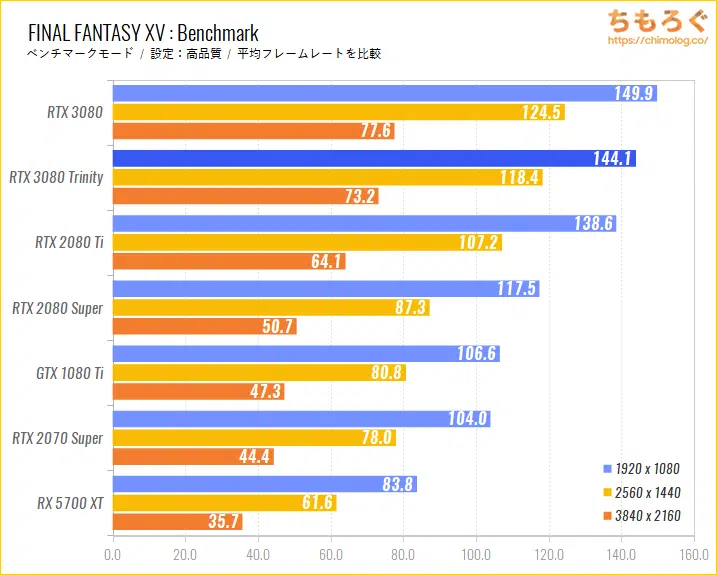 FINAL FANTASY XV : Benchmark
ベンチマークモード / 設定：高品質 / 平均フレームレートを比較
ちもろぐ
https://chimolog.co/
RTX 3080
149.9
124.5
77.6
RTX 3080 Trinity
144.1
118.4
73.2
RTX 2080 Ti
138.6
107.2
64.1
RTX 2080 Super
117.5
87.3
50.7
GTX 1080 Ti
106.6
80.8
47.3
RTX 2070 Super
104.0
78.0
44.4
RX 5700 XT
83.8
61.6
35.7
1920 x 1080
2560 x 1440
3840 x 2160
0.0 20.0 40.0 60.0 80.0 100.0 120.0 140.0 160.0